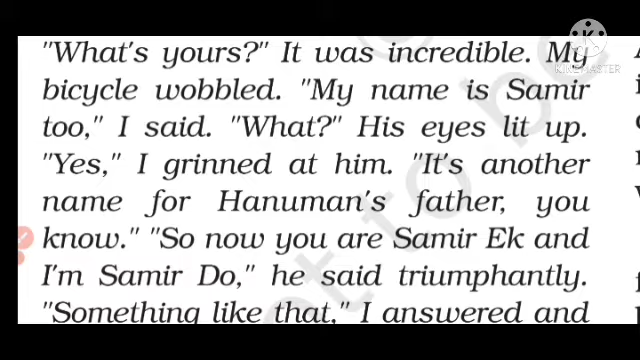 KINEMASTER
"What's yours?" It was incredible. My
bicycle wobbled. "My name is Samir
too," I said. "What?" His eyes lit up.
"Yes," I grinned at him. "It's another
name for Hanuman's father, you
know." "So now you are Samir Ek and
I'm Samir Do," he said triumphantly.
"Something like that," I answered and